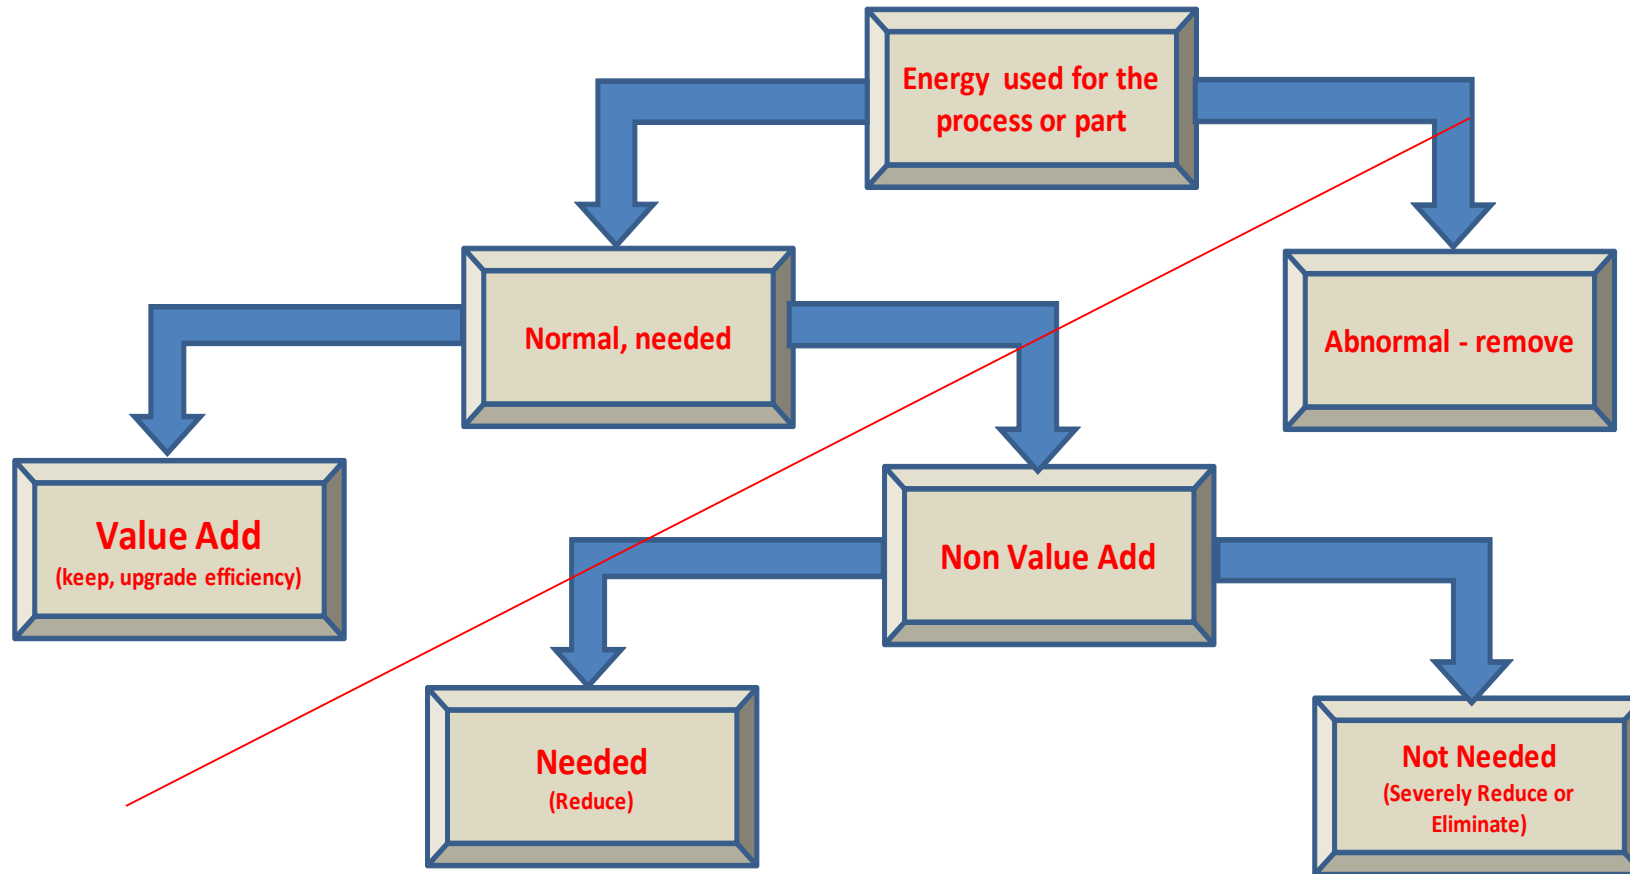 Energy  used for the
process or part
Normal, needed
Abnormal - remove
Value Add
(keep, upgrade efficiency)
Non Value Add
Needed
(Reduce)
Not Needed
(Severely Reduce or
Eliminate)